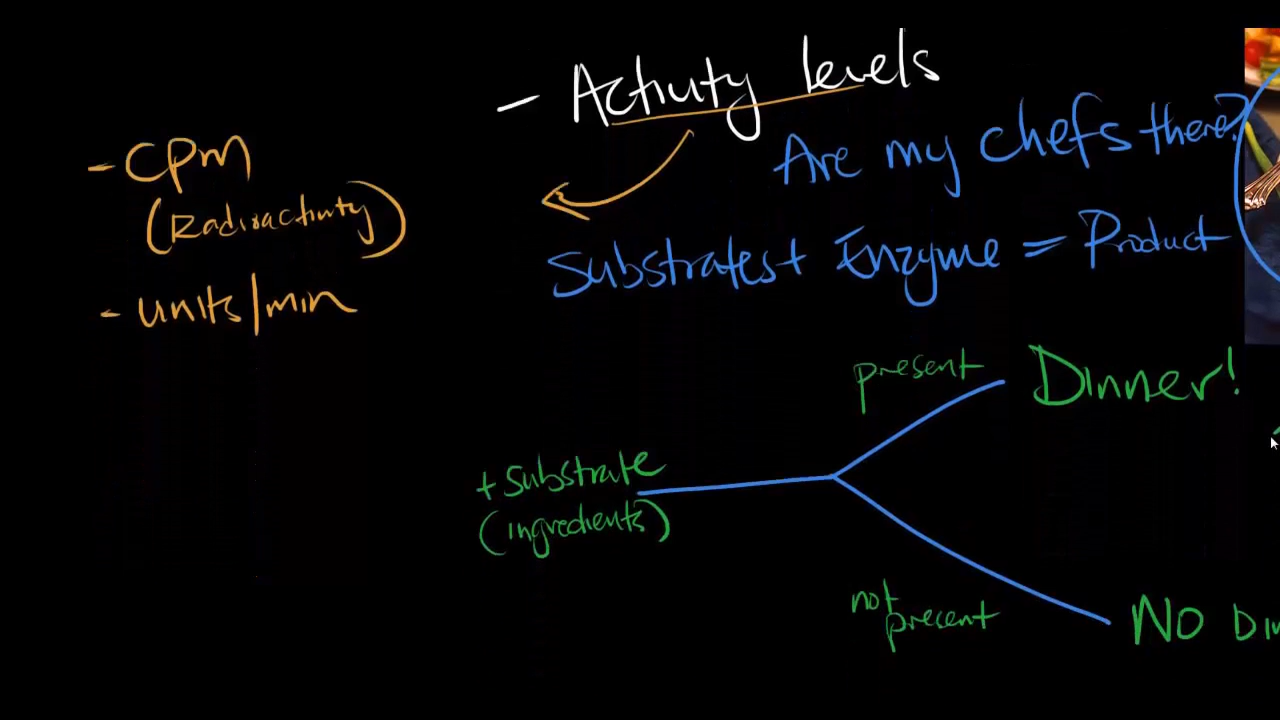 - Activity levels
Are my chefs there?
- CPM
(Radioactivity)
Substrates + Enzyme = Product
- units/min
present
Dinner!
+ Substrate
(ingredients)
not
present
NO